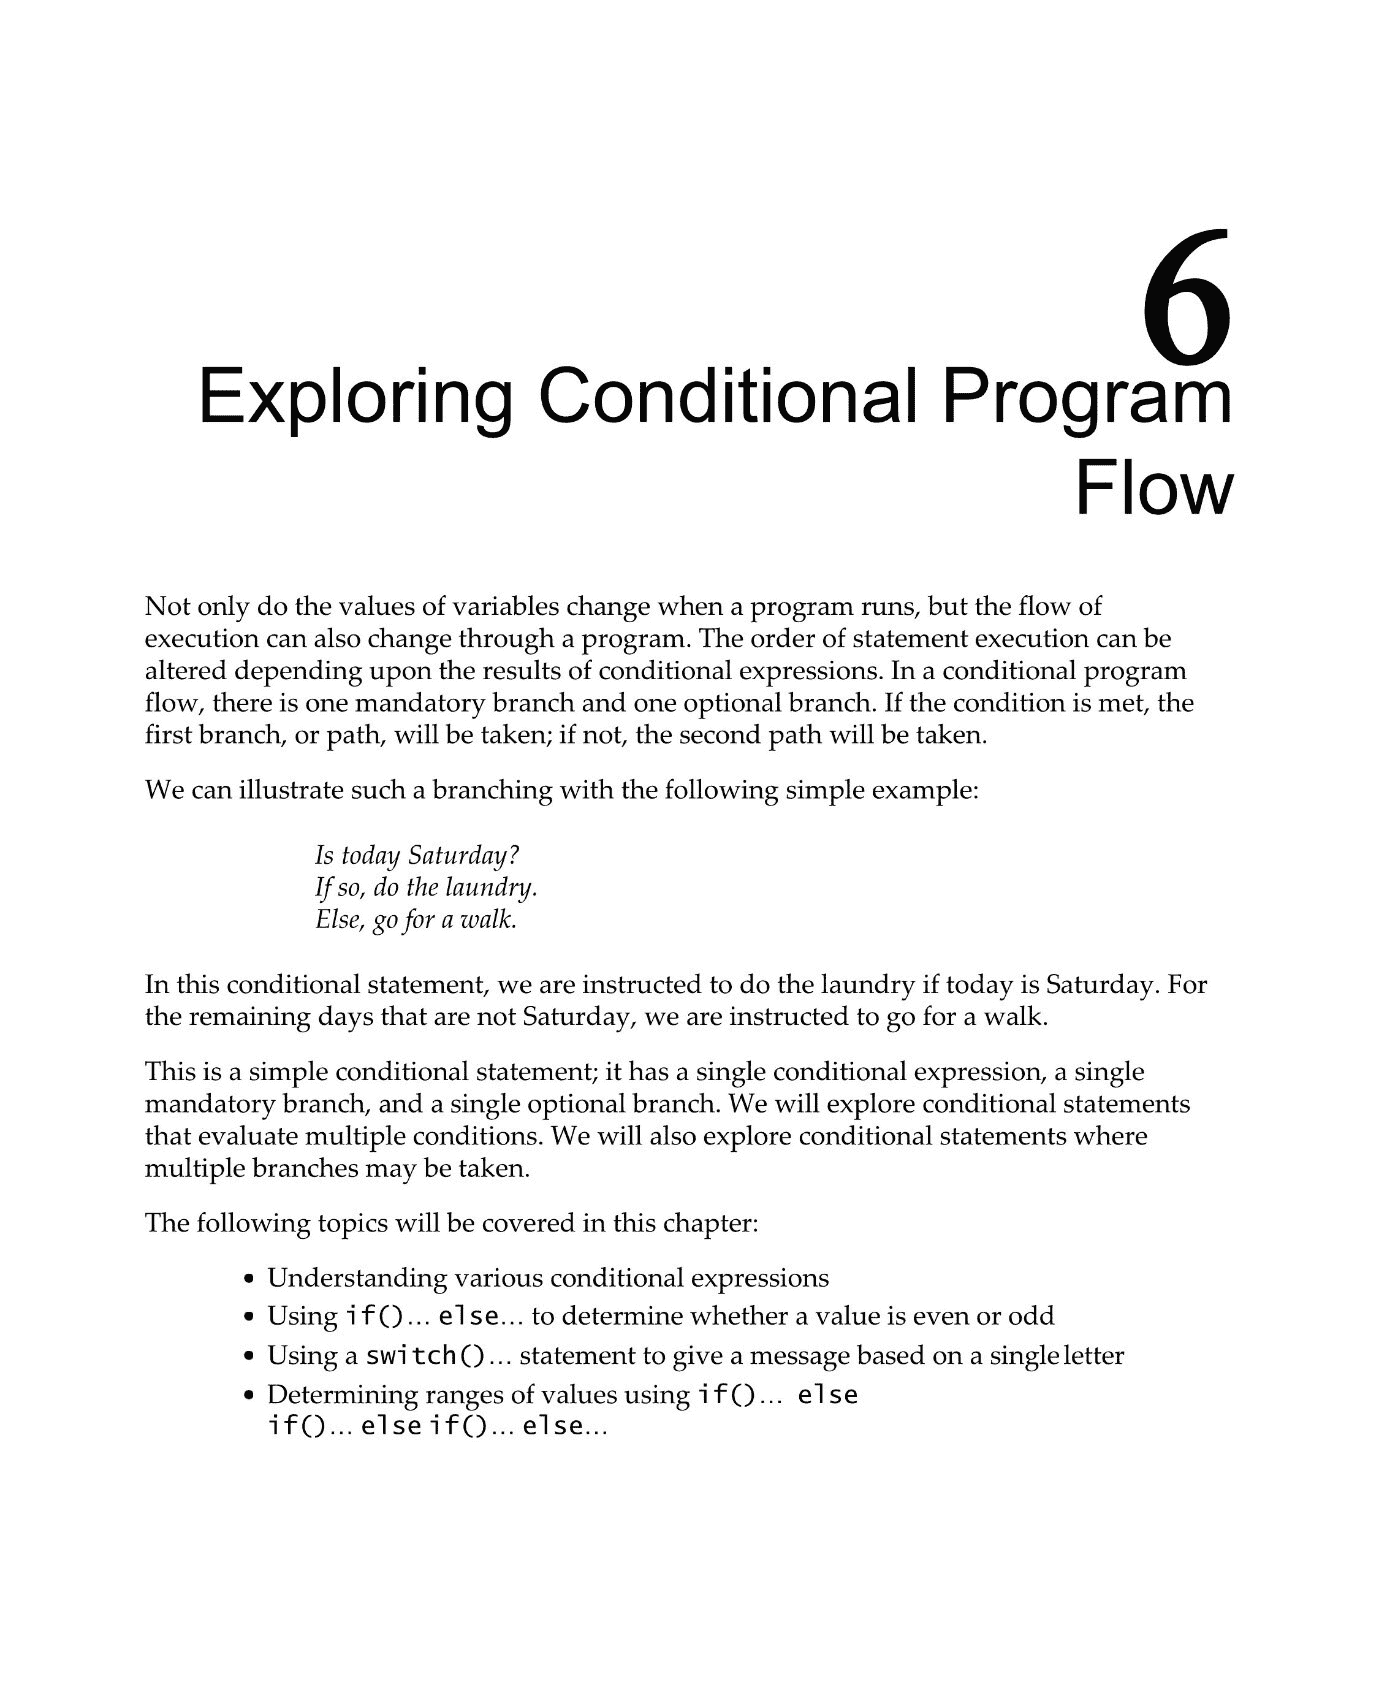 6
Exploring Conditional Program
Flow
Not only do the values of variables change when a program runs, but the flow of
execution can also change through a program. The order of statement execution can be
altered depending upon the results of conditional expressions. In a conditional program
flow, there is one mandatory branch and one optional branch. If the condition is met, the
first branch, or path, will be taken; if not, the second path will be taken.
We can illustrate such a branching with the following simple example:
Is today Saturday?
If so, do the laundry.
Else, go for a walk.
In this conditional statement, we are instructed to do the laundry if today is Saturday. For
the remaining days that are not Saturday, we are instructed to go for a walk.
This is a simple conditional statement; it has a single conditional expression, a single
mandatory branch, and a single optional branch. We will explore conditional statements
that evaluate multiple conditions. We will also explore conditional statements where
multiple branches may be taken.
The following topics will be covered in this chapter:
• Understanding various conditional expressions
• Using if()… else… to determine whether a value is even or odd
• Using a switch()… statement to give a message based on a single letter
• Determining ranges of values using if()… else
if()… else if()… else…